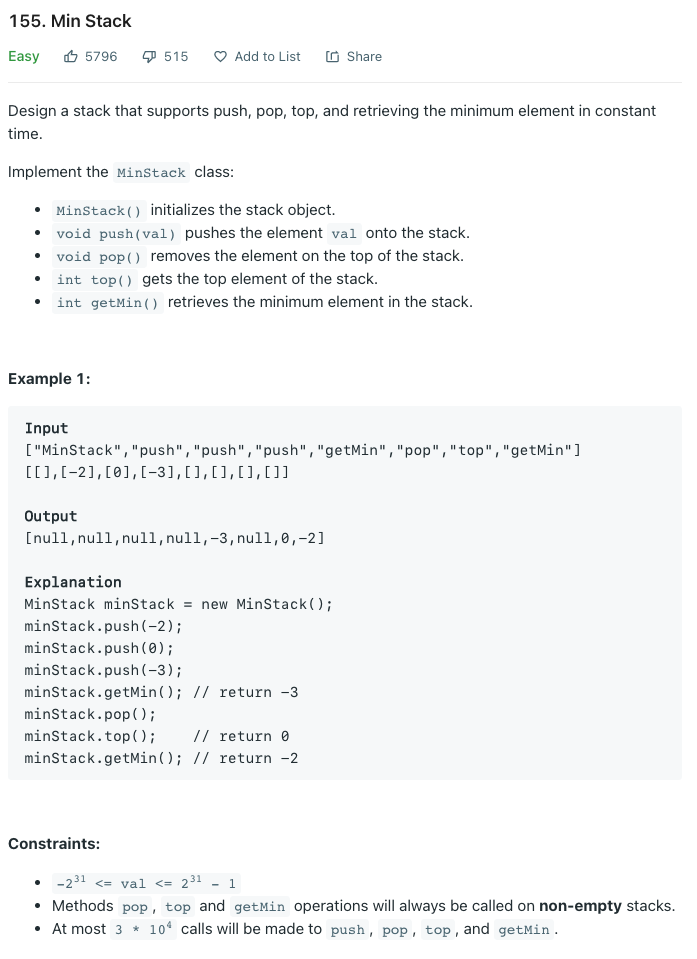 155. Min Stack
Easy 5796 515 Add to List Share
Design a stack that supports push, pop, top, and retrieving the minimum element in constant
time.
Implement the MinStack class:
• MinStack() initializes the stack object.
• void push(val) pushes the element val onto the stack.
• void pop() removes the element on the top of the stack.
• int top() gets the top element of the stack.
• int getMin() retrieves the minimum element in the stack.
Example 1:
Input
["MinStack","push","push","push","getMin","pop","top","getMin"]
[[],[-2],[0],[-3],[],[],[],[]]
Output
[null,null,null,null,-3,null,0,-2]
Explanation
MinStack minStack = new MinStack();
minStack.push(-2);
minStack.push(0);
minStack.push(-3);
minStack.getMin(); // return -3
minStack.pop();
minStack.top();    // return 0
minStack.getMin(); // return -2
Constraints:
• -2³¹ <= val <= 2³¹ - 1
• Methods pop, top and getMin operations will always be called on non-empty stacks.
• At most 3 * 10⁴ calls will be made to push, pop, top, and getMin.